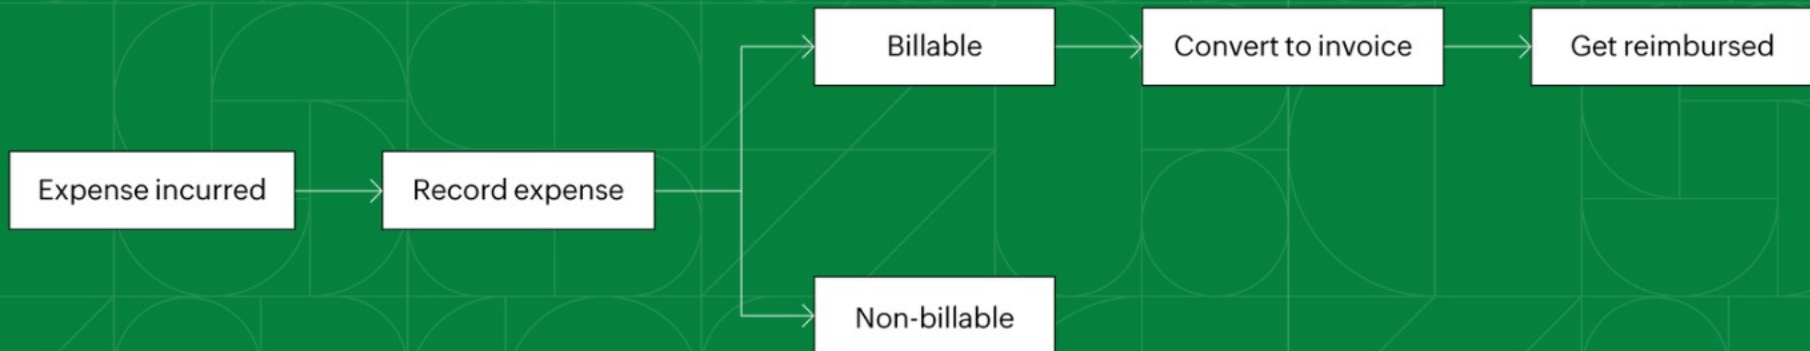 Expense incurred
Record expense
Billable
Convert to invoice
Get reimbursed
Non-billable